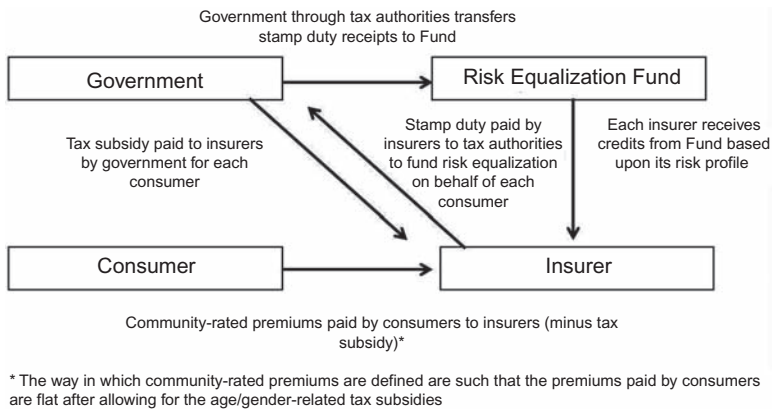 Government through tax authorities transfers
stamp duty receipts to Fund
Government
Risk Equalization Fund
Tax subsidy paid to insurers
by government for each
consumer
Stamp duty paid by
insurers to tax authorities
to fund risk equalization
on behalf of each
consumer
Each insurer receives
credits from Fund based
upon its risk profile
Consumer
Insurer
Community-rated premiums paid by consumers to insurers (minus tax
subsidy)*
* The way in which community-rated premiums are defined are such that the premiums paid by consumers
are flat after allowing for the age/gender-related tax subsidies